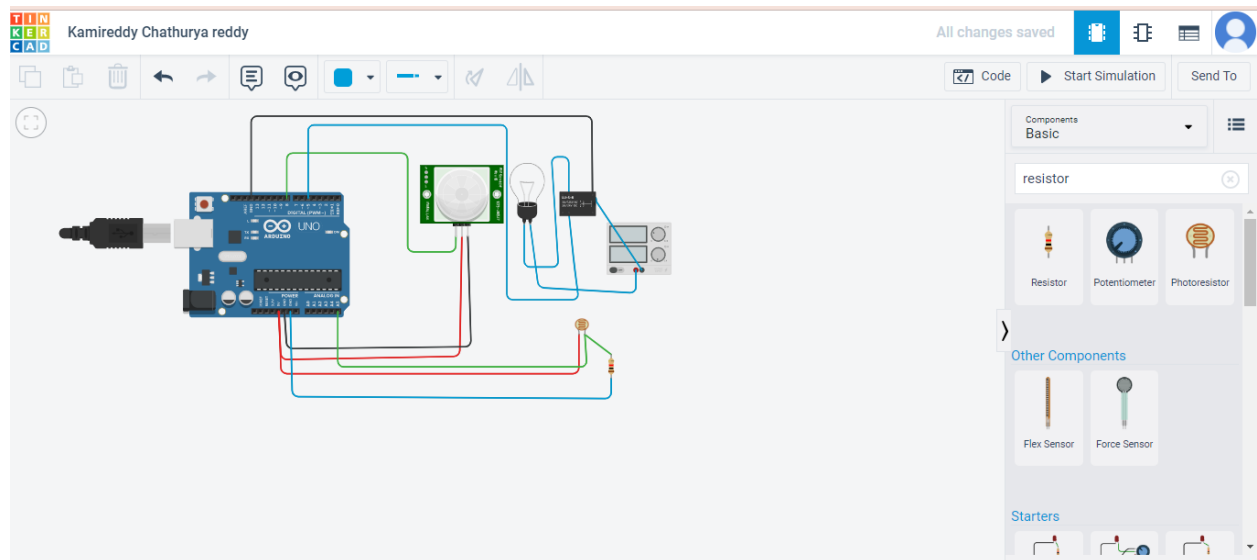 TIN
KER
CAD
Kamireddy Chathurya reddy
All changes saved
Code
Start Simulation
Send To
Components
Basic
resistor
DIGITAL (PWM~)
UNO
ARDUINO
POWER
ANALOG IN
Resistor
Potentiometer
Photoresistor
Other Components
Flex Sensor
Force Sensor
Starters